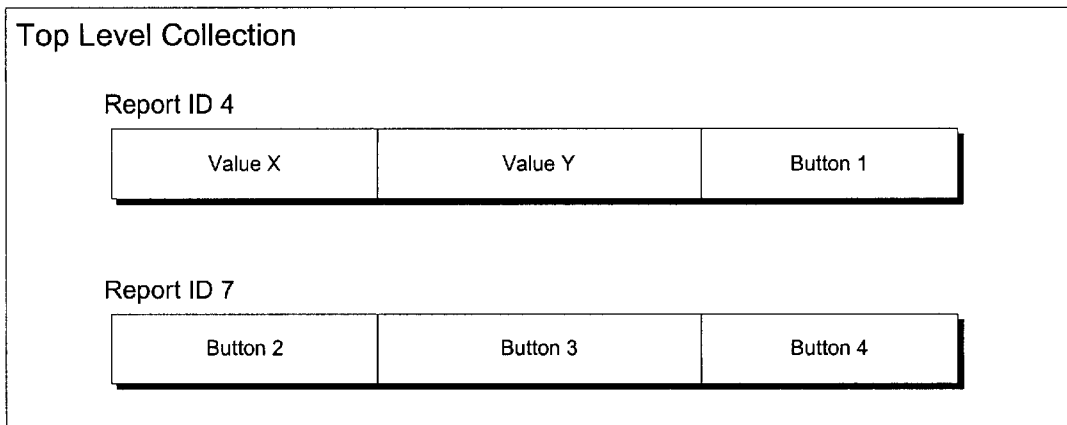 Top Level Collection
Report ID 4
Value X Value Y Button 1
Report ID 7
Button 2 Button 3 Button 4